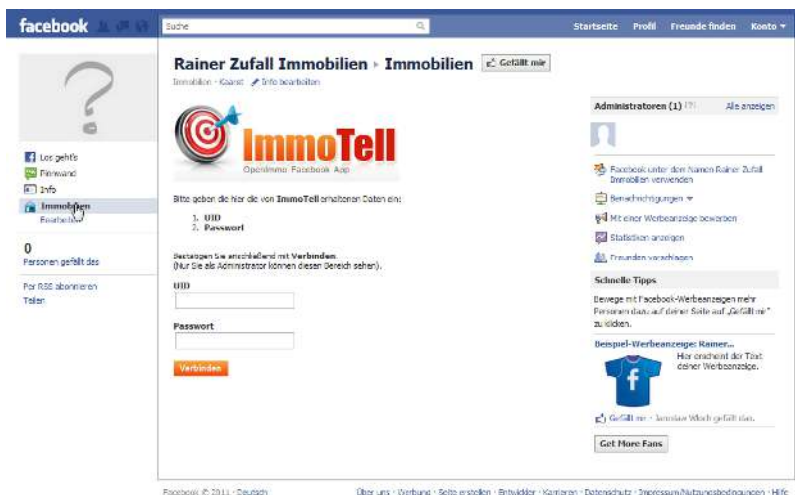 facebook
Suche
Startseite Profil Freunde finden Konto
Rainer Zufall Immobilien ▸ Immobilien Gefällt mir
Immobilien · Kaarst Info bearbeiten
Los geht's
Pinnwand
Info
Immobilien
Bearbeiten
0
Personen gefällt das
Per RSS abonnieren
Teilen
ImmoTell
OpenImmo Facebook App
Bitte geben die hier die von ImmoTell erhaltenen Daten ein:
1. UID
2. Passwort
Bestätigen Sie anschließend mit Verbinden.
(Nur Sie als Administrator können diesen Bereich sehen).
UID
Passwort
Verbinden
Administratoren (1) [?] Alle anzeigen
Facebook unter dem Namen Rainer Zufall
Immobilien verwenden
Benachrichtigungen
Mit einer Werbeanzeige bewerben
Statistiken anzeigen
Freunden vorschlagen
Schnelle Tipps
Bewege mit Facebook-Werbeanzeigen mehr
Personen dazu auf deiner Seite auf „Gefällt mir"
zu klicken.
Beispiel-Werbeanzeige: Rainer...
Hier erscheint der Text
deiner Werbeanzeige.
f
Gefällt mir · Jaroslaw Wloch gefällt das.
Get More Fans
Facebook © 2011 · Deutsch
Über uns · Werbung · Seite erstellen · Entwickler · Karrieren · Datenschutz · Impressum/Nutzungsbedingungen · Hilfe